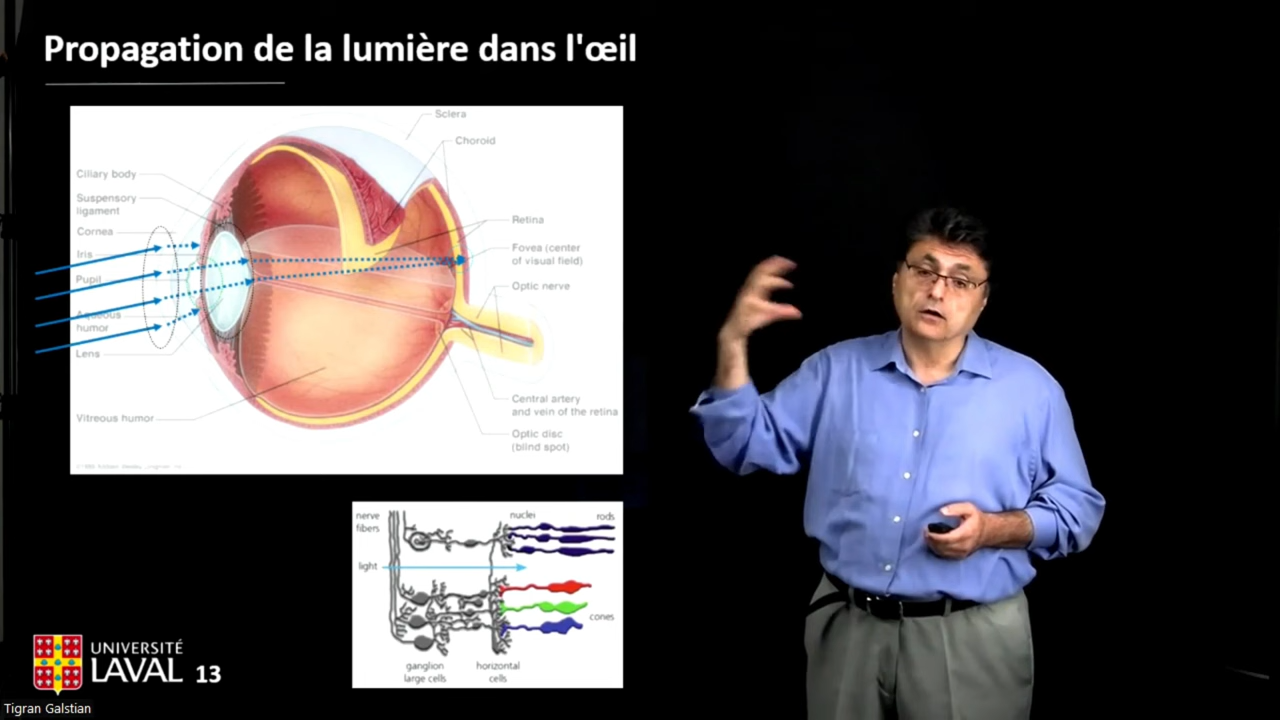 Propagation de la lumière dans l'œil
Sclera
Choroid
Ciliary body
Suspensory
ligament
Cornea
Iris
Pupil
Aqueous
humor
Lens
Vitreous humor
Retina
Fovea (center
of visual field)
Optic nerve
Central artery
and vein of the retina
Optic disc
(blind spot)
nerve
fibers
nuclei
rods
light
cones
ganglion
large cells
horizontal
cells
UNIVERSITÉ
LAVAL
13
Tigran Galstian